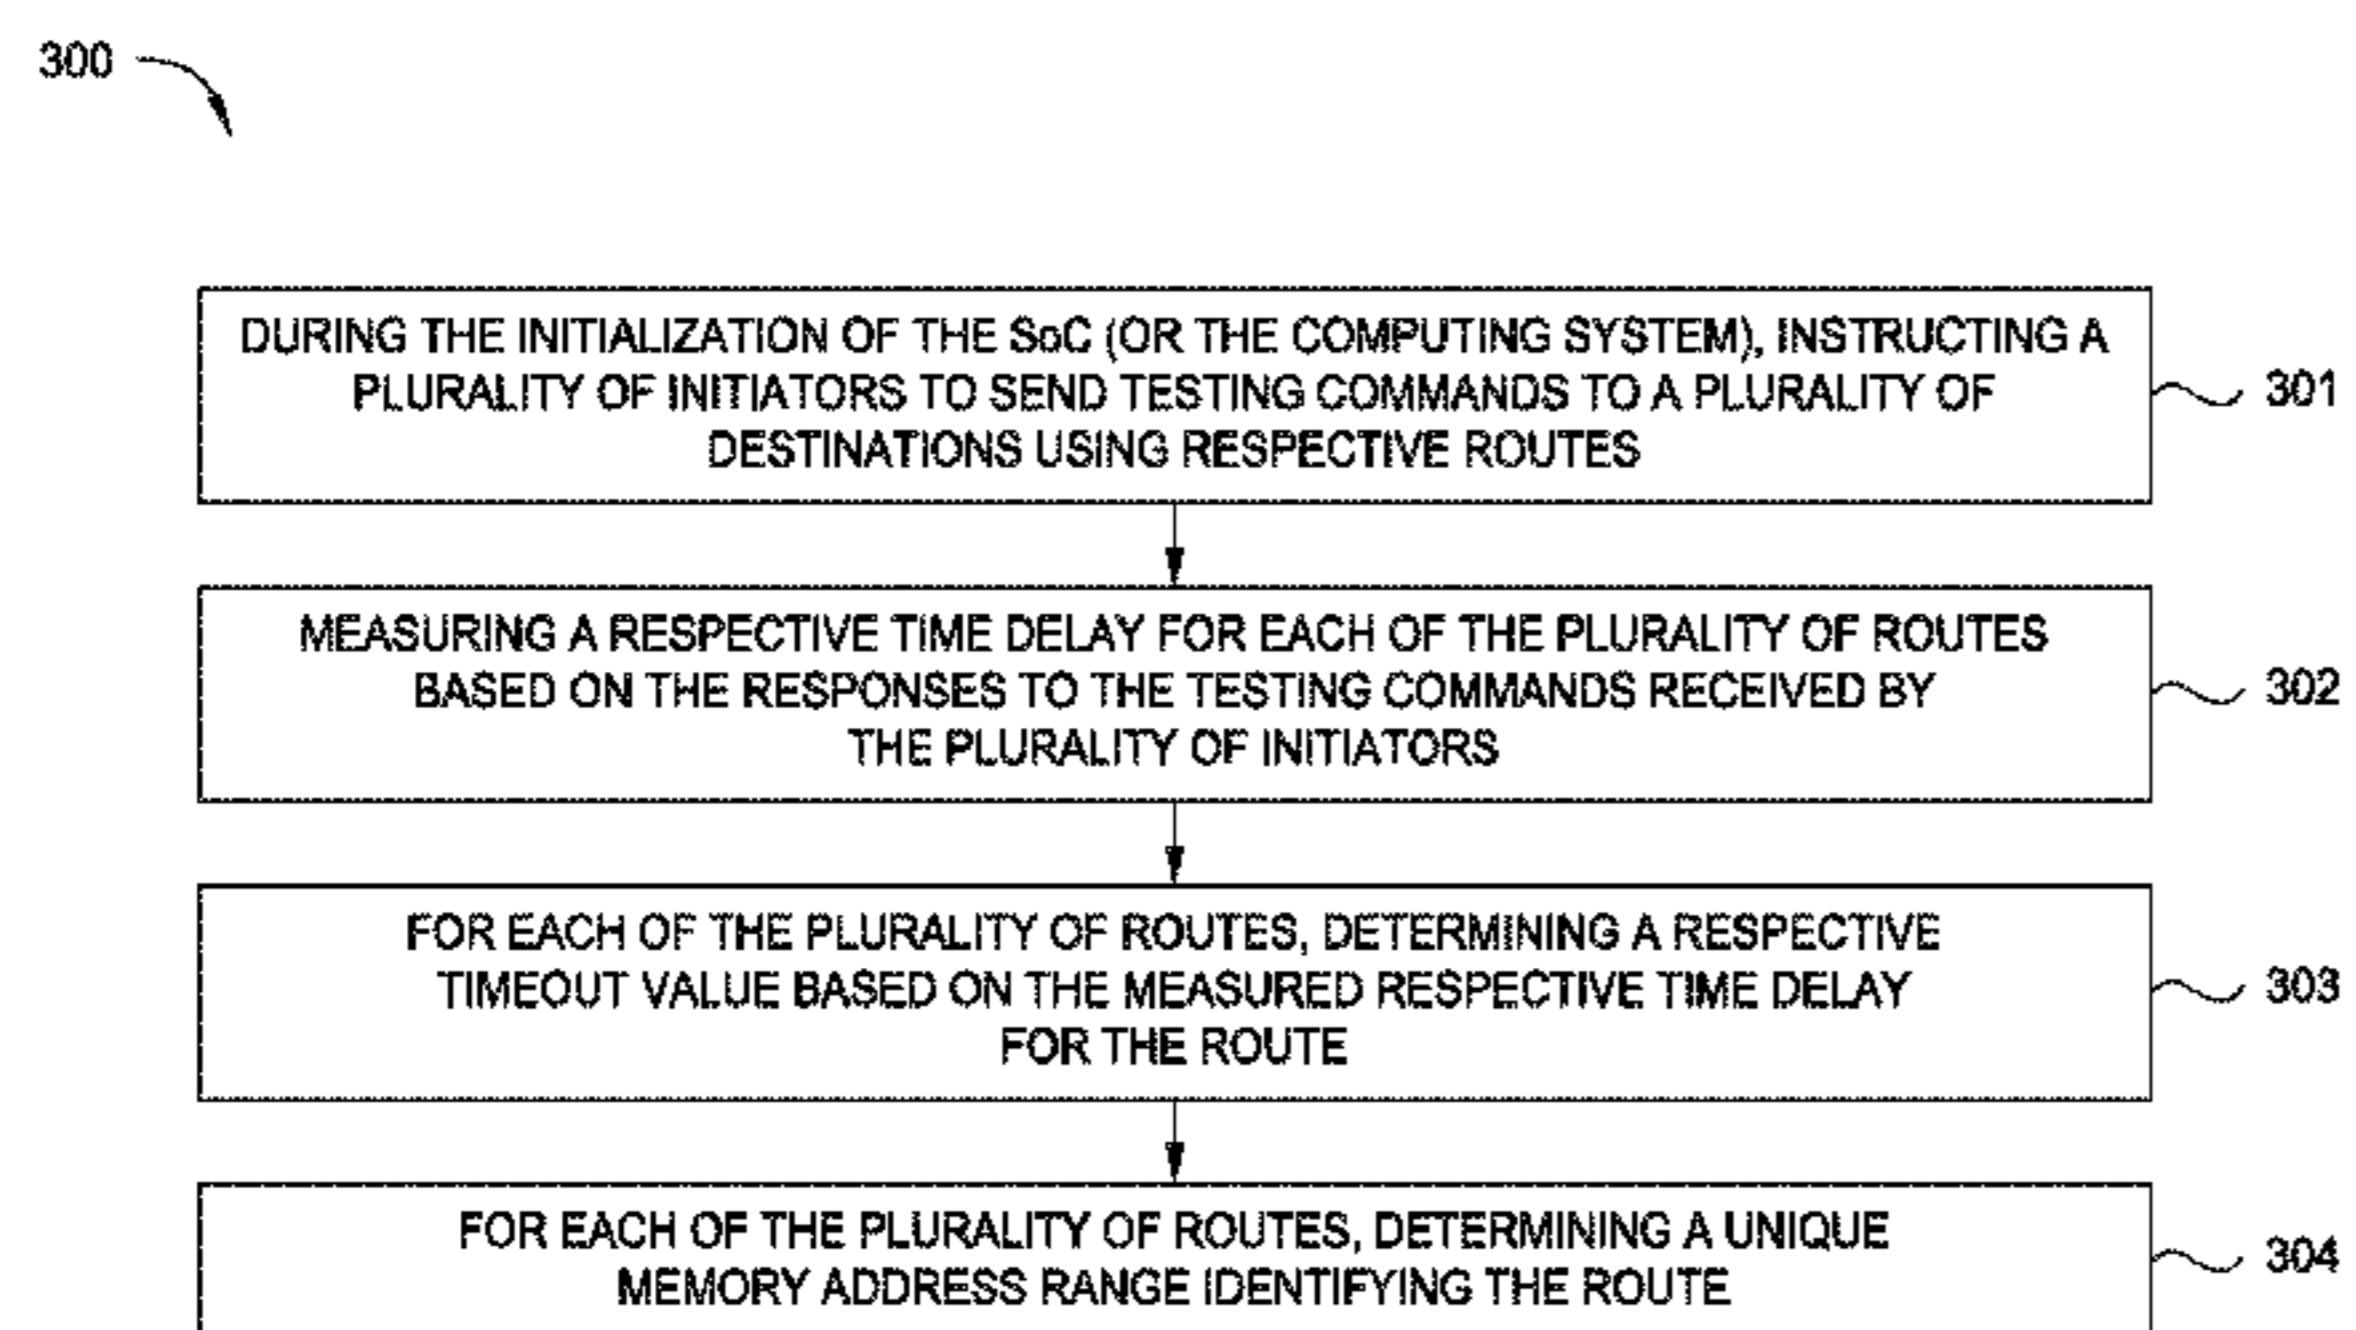 300
DURING THE INITIALIZATION OF THE SoC (OR THE COMPUTING SYSTEM), INSTRUCTING A
PLURALITY OF INITIATORS TO SEND TESTING COMMANDS TO A PLURALITY OF
DESTINATIONS USING RESPECTIVE ROUTES
301
MEASURING A RESPECTIVE TIME DELAY FOR EACH OF THE PLURALITY OF ROUTES
BASED ON THE RESPONSES TO THE TESTING COMMANDS RECEIVED BY
THE PLURALITY OF INITIATORS
302
FOR EACH OF THE PLURALITY OF ROUTES, DETERMINING A RESPECTIVE
TIMEOUT VALUE BASED ON THE MEASURED RESPECTIVE TIME DELAY
FOR THE ROUTE
303
FOR EACH OF THE PLURALITY OF ROUTES, DETERMINING A UNIQUE
MEMORY ADDRESS RANGE IDENTIFYING THE ROUTE
304